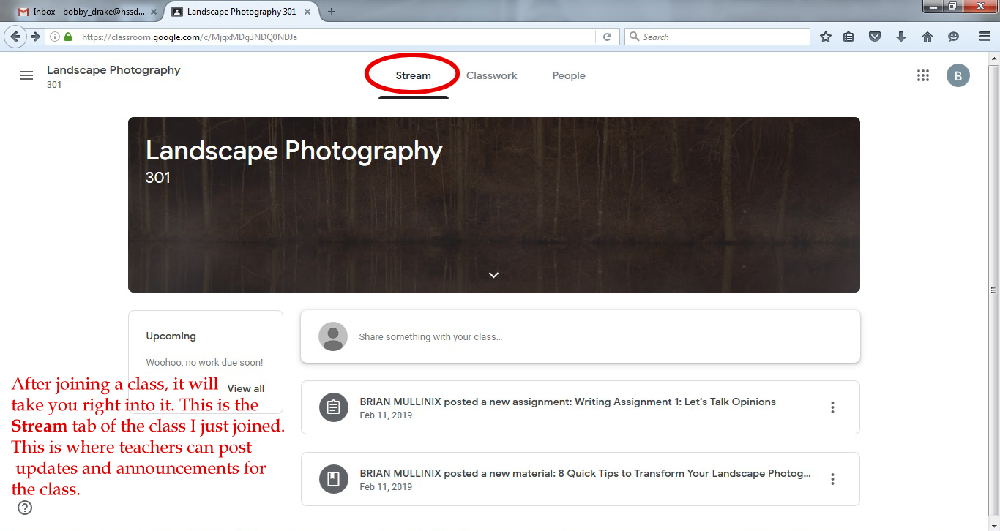 Inbox - bobby_drake@hssd...
Landscape Photography 301
https://classroom.google.com/c/MjgxMDg3NDQ0NDJa
Search
Landscape Photography
301
Stream
Classwork
People
B
Landscape Photography
301
Upcoming
Woohoo, no work due soon!
View all
Share something with your class...
BRIAN MULLINIX posted a new assignment: Writing Assignment 1: Let's Talk Opinions
Feb 11, 2019
BRIAN MULLINIX posted a new material: 8 Quick Tips to Transform Your Landscape Photog...
Feb 11, 2019
After joining a class, it will
take you right into it. This is the
Stream tab of the class I just joined.
This is where teachers can post
updates and announcements for
the class.